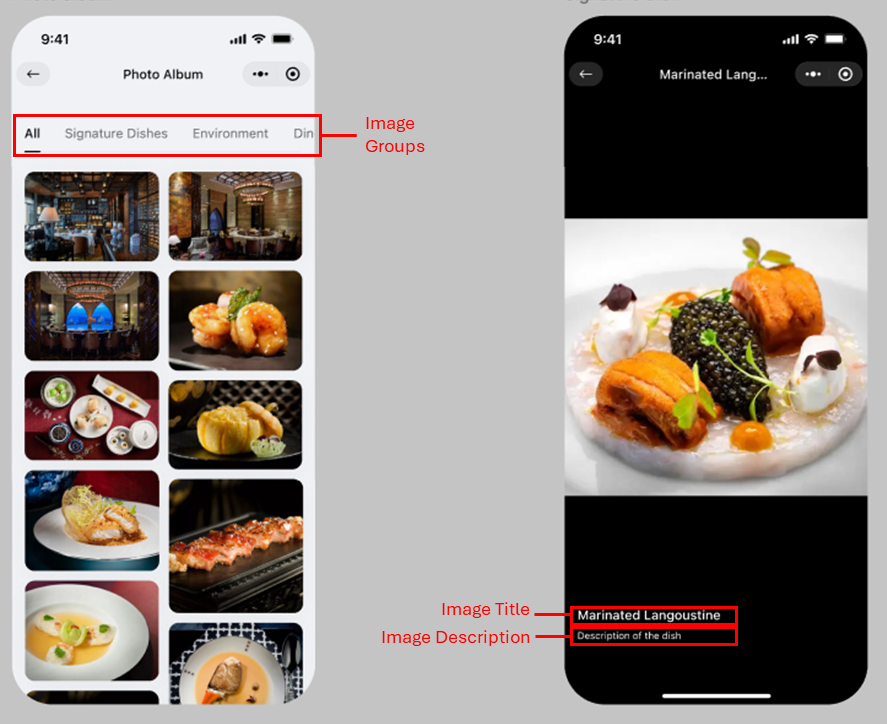 9:41
Photo Album
All Signature Dishes Environment Din
Image
Groups
9:41
Marinated Lang...
Image Title
Marinated Langoustine
Image Description
Description of the dish